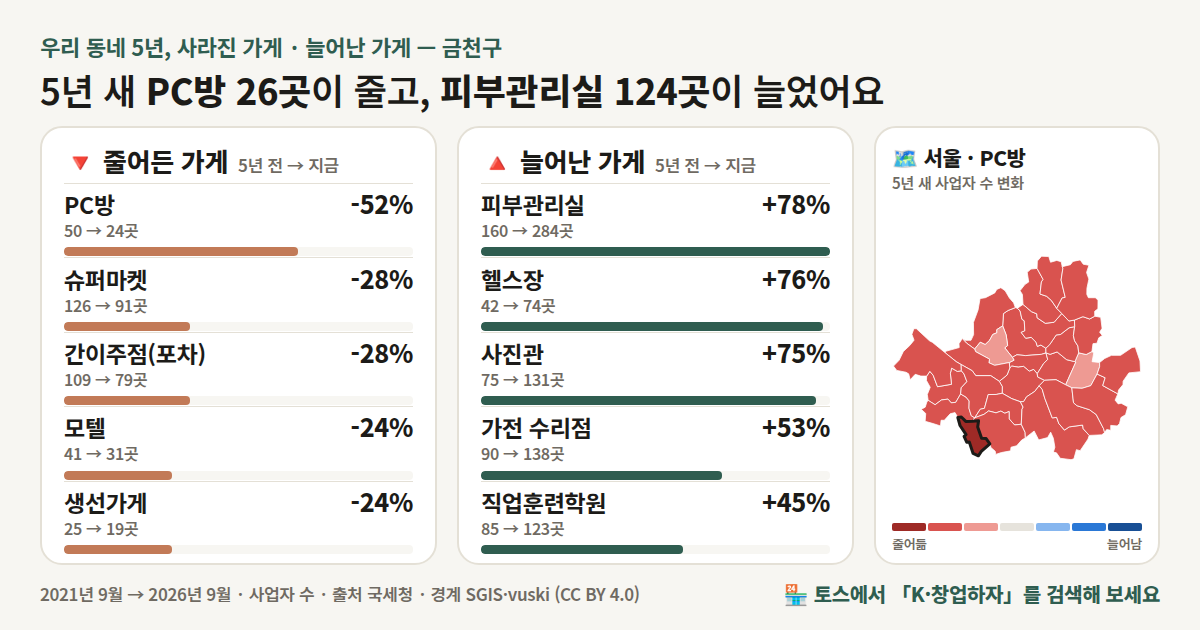 우리 동네 5년, 사라진 가게 · 늘어난 가게 — 금천구
5년 새 PC방 26곳이 줄고, 피부관리실 124곳이 늘었어요
줄어든 가게 5년 전 → 지금
PC방 -52%
50 → 24곳
슈퍼마켓 -28%
126 → 91곳
간이주점(포차) -28%
109 → 79곳
모텔 -24%
41 → 31곳
생선가게 -24%
25 → 19곳
늘어난 가게 5년 전 → 지금
피부관리실 +78%
160 → 284곳
헬스장 +76%
42 → 74곳
사진관 +75%
75 → 131곳
가전 수리점 +53%
90 → 138곳
직업훈련학원 +45%
85 → 123곳
서울 · PC방
5년 새 사업자 수 변화
줄어듦 늘어남
2021년 9월 → 2026년 9월 · 사업자 수 · 출처 국세청 · 경계 SGIS·vuski (CC BY 4.0)
토스에서 「K·창업하자」를 검색해 보세요